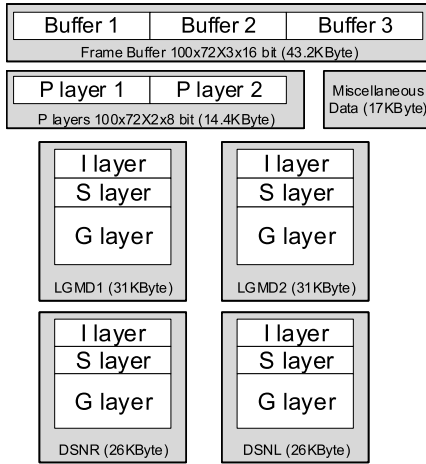 Buffer 1 Buffer 2 Buffer 3
Frame Buffer 100x72X3x16 bit (43.2KByte)
P layer 1 P layer 2
P layers 100x72X2x8 bit (14.4KByte)
Miscellaneous
Data (17KByte)
I layer
S layer
G layer
LGMD1 (31KByte)
I layer
S layer
G layer
LGMD2 (31KByte)
I layer
S layer
G layer
DSNR (26KByte)
I layer
S layer
G layer
DSNL (26KByte)